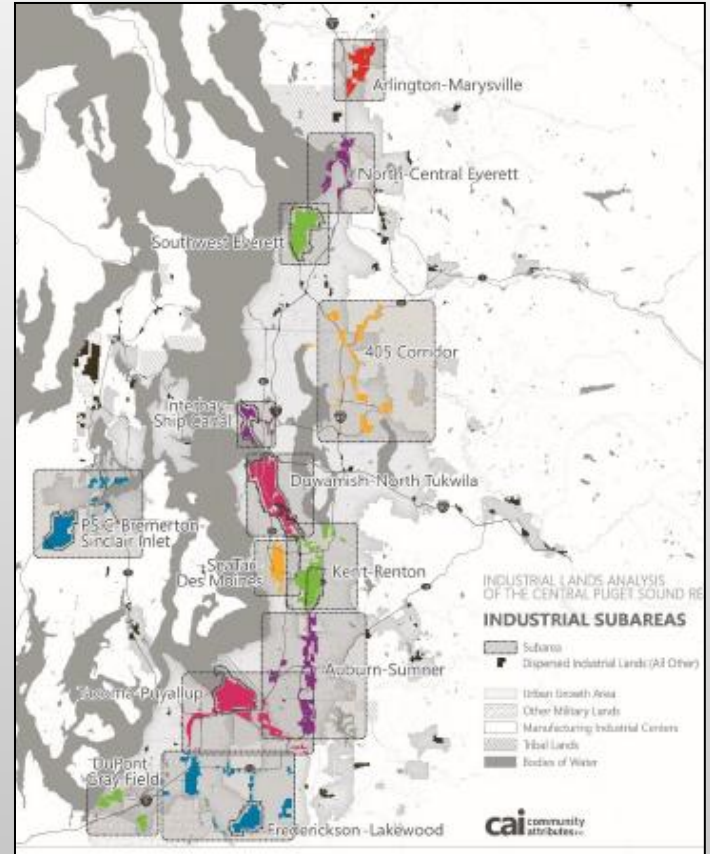 Arlington-Marysville
North-Central Everett
Southwest Everett
405 Corridor
Interbay-
Ship Canal
Duwamish-North Tukwila
PSIC-Bremerton-
Sinclair Inlet
SeaTac
Des Moines
Kent-Renton
Auburn-Sumner
Tacoma-Puyallup
DuPont
Gray Field
Frederickson-Lakewood
INDUSTRIAL LANDS ANALYSIS
OF THE CENTRAL PUGET SOUND RE
INDUSTRIAL SUBAREAS
Subarea
Dispersed Industrial Lands (All Other)
Urban Growth Area
Other Military Lands
Manufacturing Industrial Centers
Tribal Lands
Bodies of Water
cai community
attributes